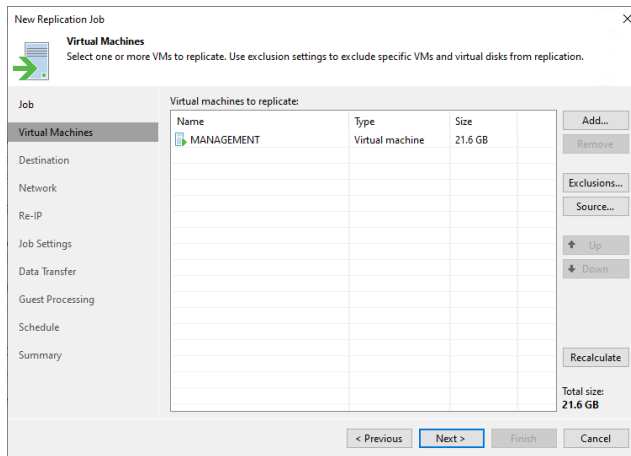 New Replication Job
Virtual Machines
Select one or more VMs to replicate. Use exclusion settings to exclude specific VMs and virtual disks from replication.
Job
Virtual Machines
Destination
Network
Re-IP
Job Settings
Data Transfer
Guest Processing
Schedule
Summary
Virtual machines to replicate:
Name Type Size
MANAGEMENT Virtual machine 21.6 GB
Add...
Remove
Exclusions...
Source...
Up
Down
Recalculate
Total size:
21.6 GB
< Previous Next > Finish Cancel